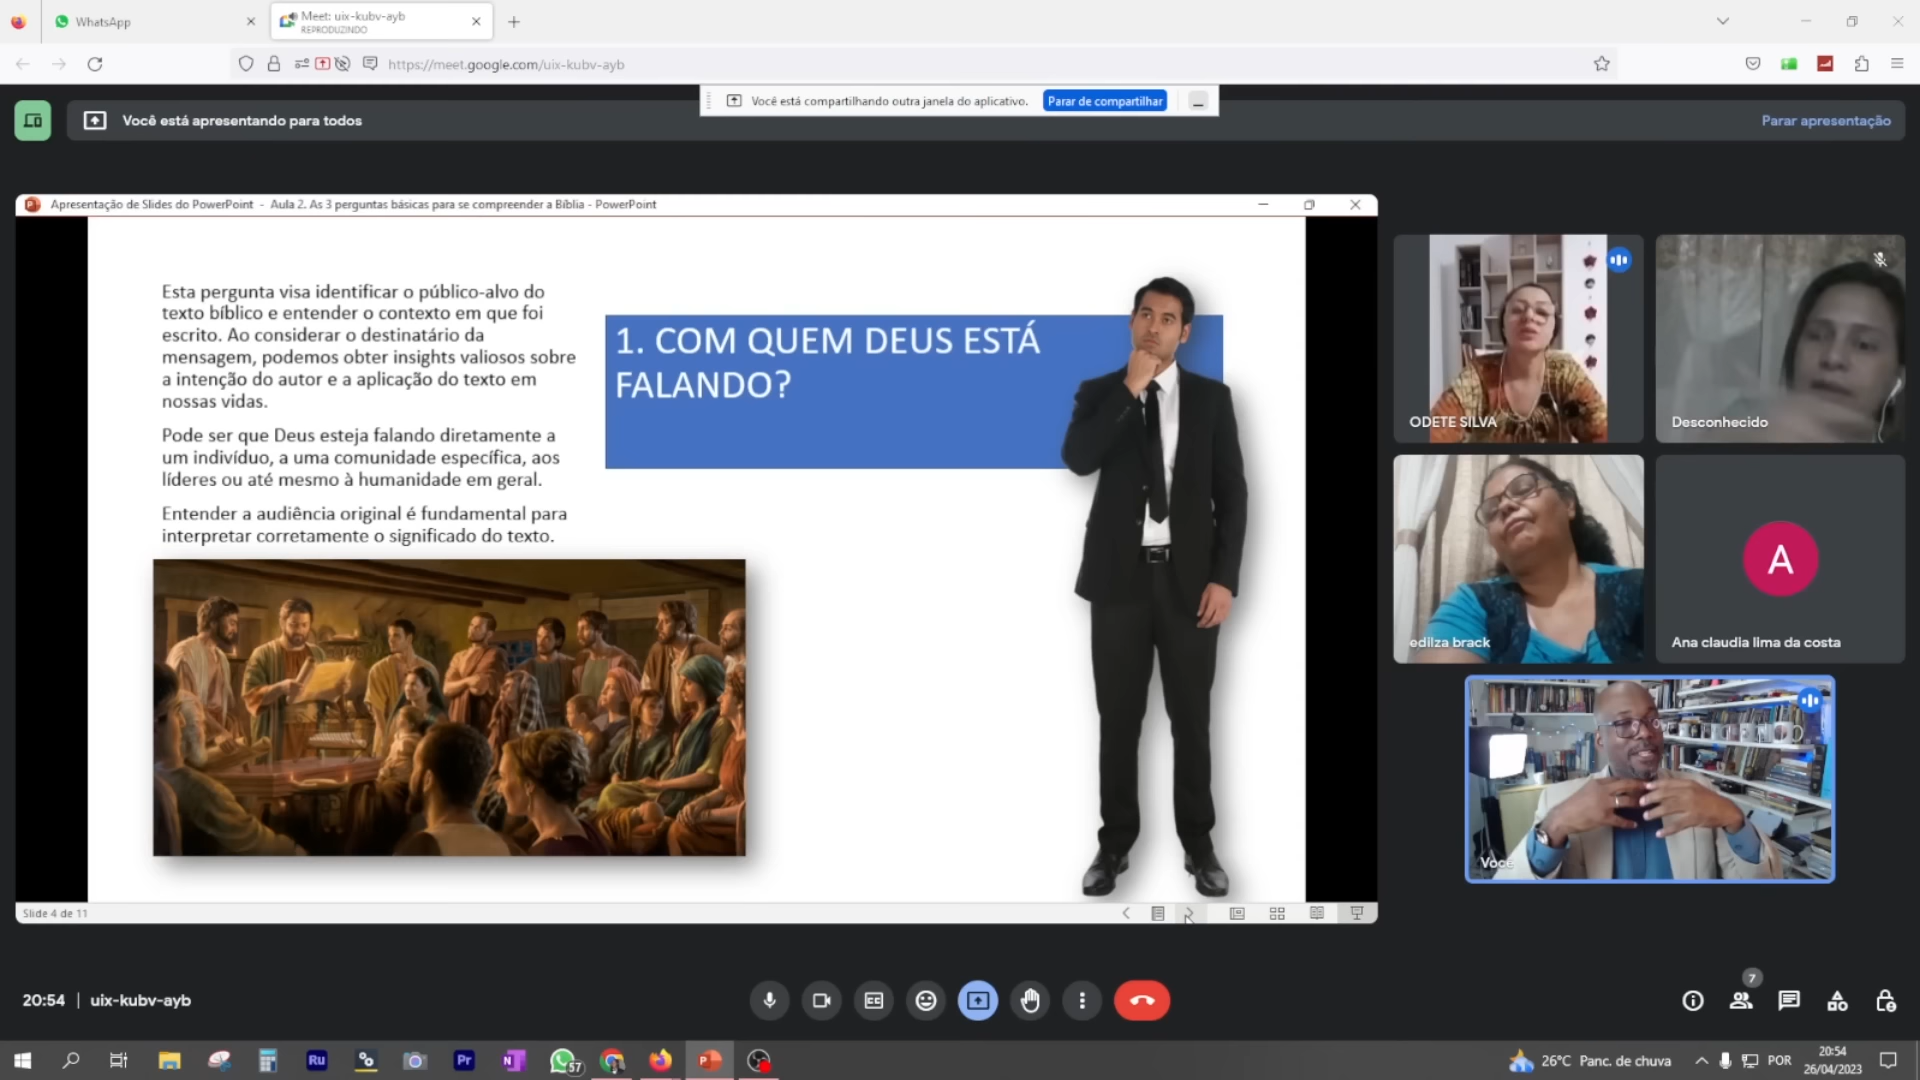 WhatsApp
Meet: uix-kubv-ayb
REPRODUZINDO
https://meet.google.com/uix-kubv-ayb
Você está compartilhando outra janela do aplicativo.
Parar de compartilhar
Você está apresentando para todos
Parar apresentação
Apresentação de Slides do PowerPoint - Aula 2. As 3 perguntas básicas para se compreender a Bíblia - PowerPoint
Esta pergunta visa identificar o público-alvo do
texto bíblico e entender o contexto em que foi
escrito. Ao considerar o destinatário da
mensagem, podemos obter insights valiosos sobre
a intenção do autor e a aplicação do texto em
nossas vidas.
Pode ser que Deus esteja falando diretamente a
um indivíduo, a uma comunidade específica, aos
líderes ou até mesmo à humanidade em geral.
Entender a audiência original é fundamental para
interpretar corretamente o significado do texto.
1. COM QUEM DEUS ESTÁ
FALANDO?
ODETE SILVA
Desconhecido
edilza brack
A
Ana claudia lima da costa
Você
Slide 4 de 11
20:54 | uix-kubv-ayb
7
Ru
Pr
N
57
P
26°C Panc. de chuva
POR
20:54
26/04/2023